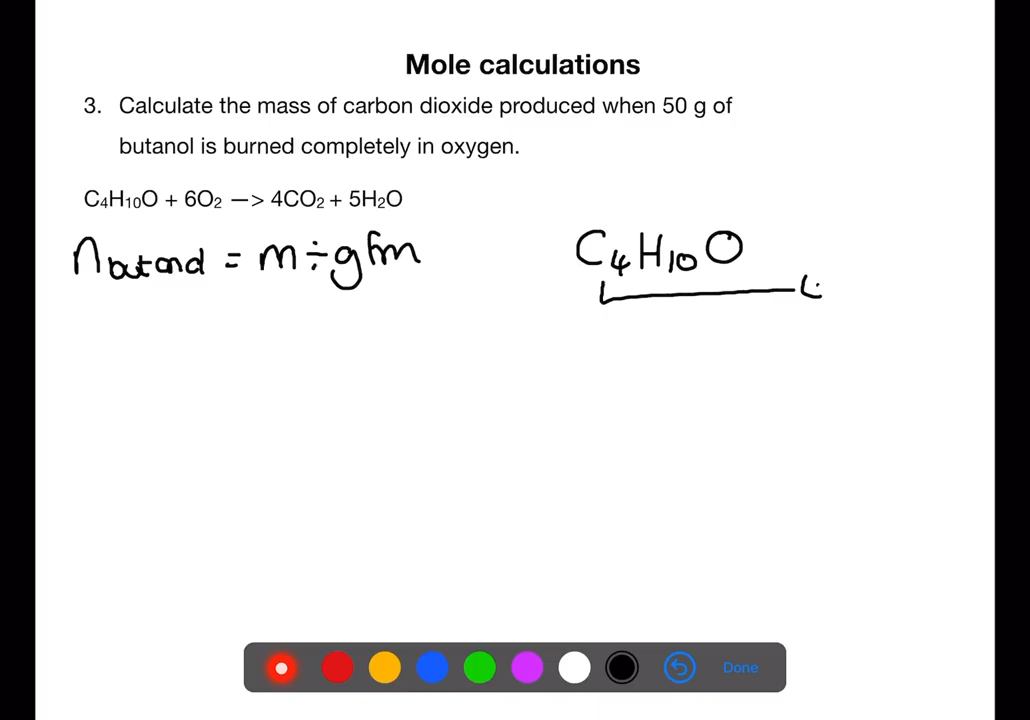 Mole calculations
3. Calculate the mass of carbon dioxide produced when 50 g of
butanol is burned completely in oxygen.
C₄H₁₀O + 6O₂ —> 4CO₂ + 5H₂O
n butanol = m ÷ gfm
C₄H₁₀O
Done